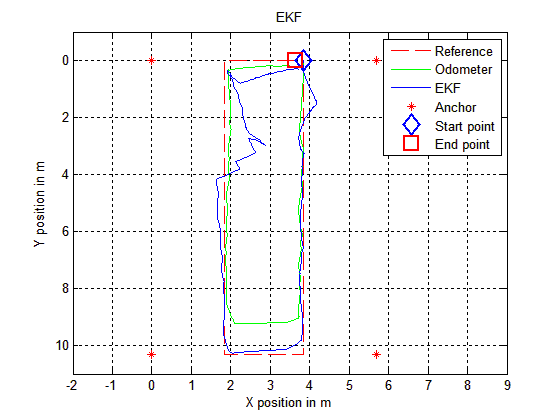 EKF
Reference
Odometer
EKF
Anchor
Start point
End point
0
2
4
6
8
10
Y position in m
-2 -1 0 1 2 3 4 5 6 7 8 9
X position in m